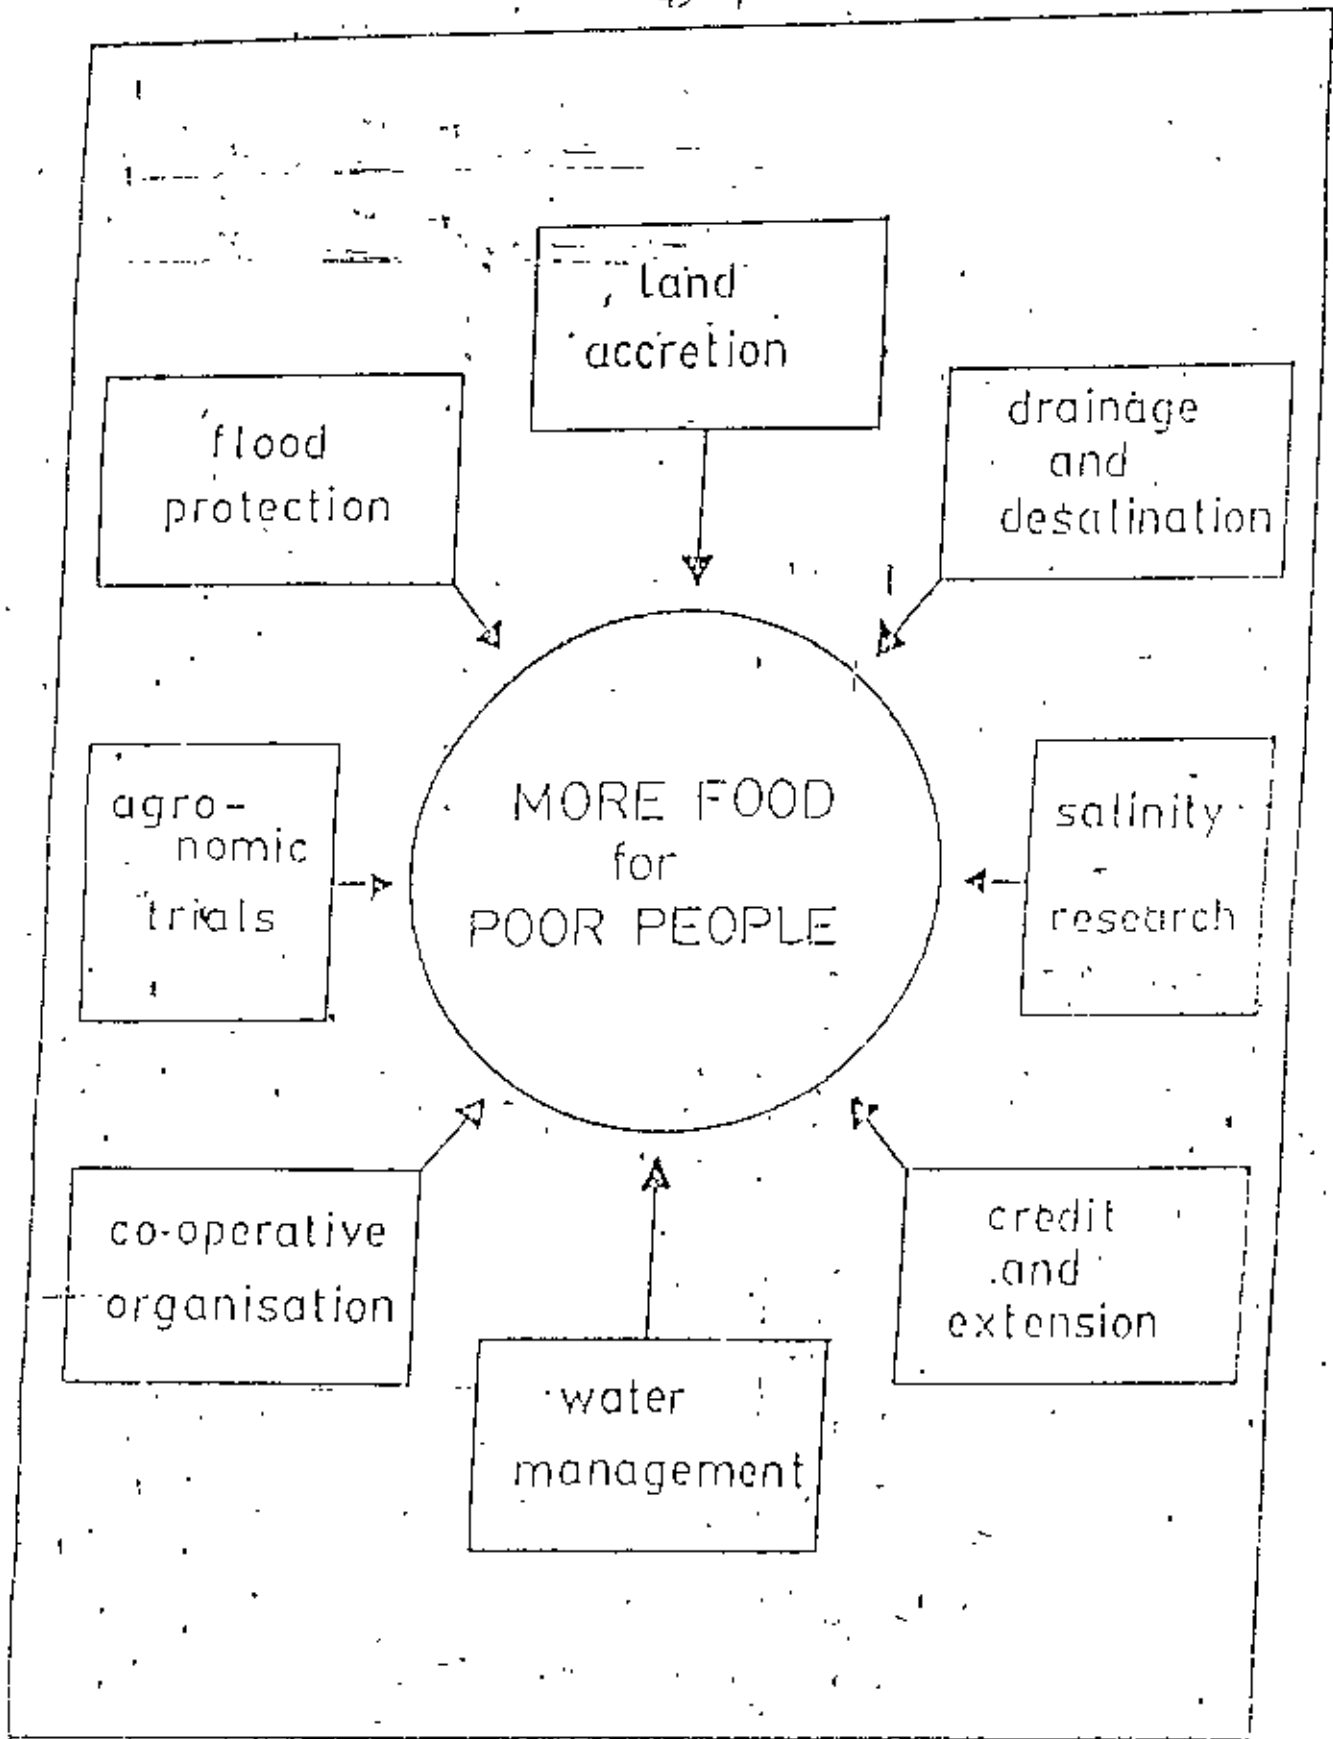 land
accretion
flood
protection
drainage
and
desalination
agro-
nomic
trials
MORE FOOD
for
POOR PEOPLE
salinity
research
co-operative
organisation
credit
and
extension
water
management